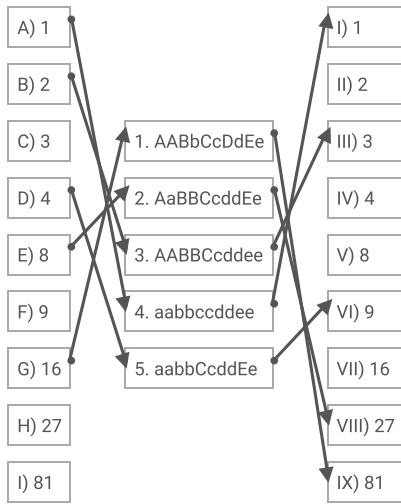 A) 1
B) 2
C) 3
D) 4
E) 8
F) 9
G) 16
H) 27
I) 81
1. AABbCcDdEe
2. AaBBCcddEe
3. AABBCcddee
4. aabbccddee
5. aabbCcddEe
I) 1
II) 2
III) 3
IV) 4
V) 8
VI) 9
VII) 16
VIII) 27
IX) 81